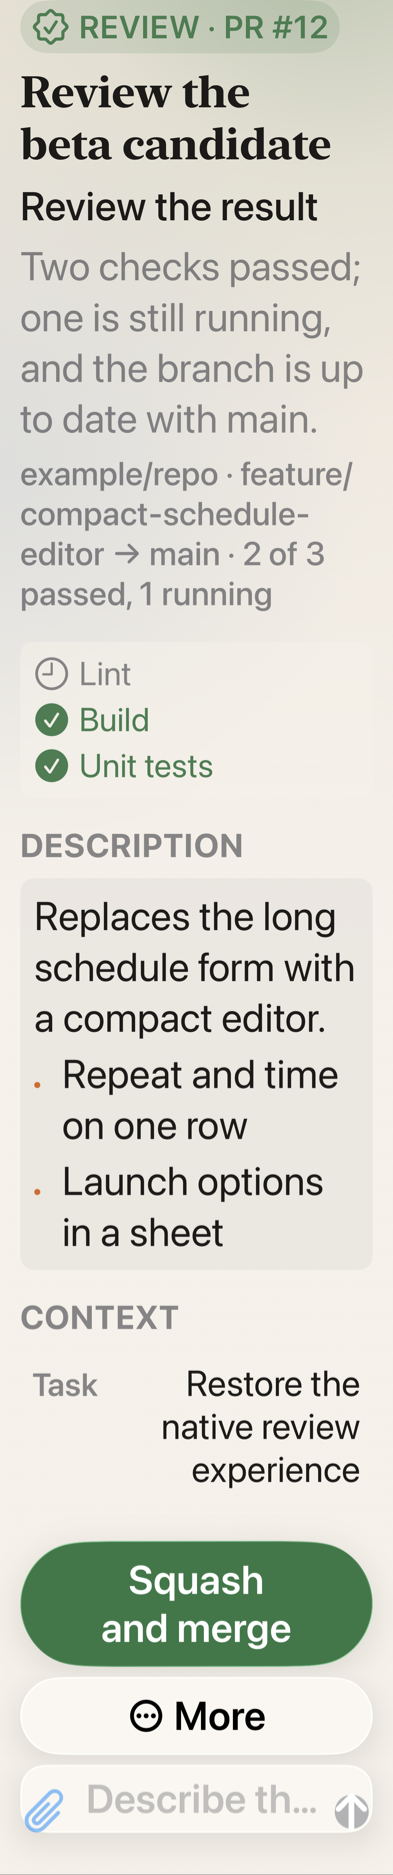 REVIEW · PR #12
Review the
beta candidate
Review the result
Two checks passed;
one is still running,
and the branch is up
to date with main.
example/repo · feature/
compact-schedule-
editor → main · 2 of 3
passed, 1 running
Lint
Build
Unit tests
DESCRIPTION
Replaces the long
schedule form with
a compact editor.
• Repeat and time
on one row
• Launch options
in a sheet
CONTEXT
Task Restore the
native review
experience
Squash
and merge
More
Describe th…